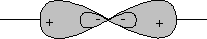 + - - +